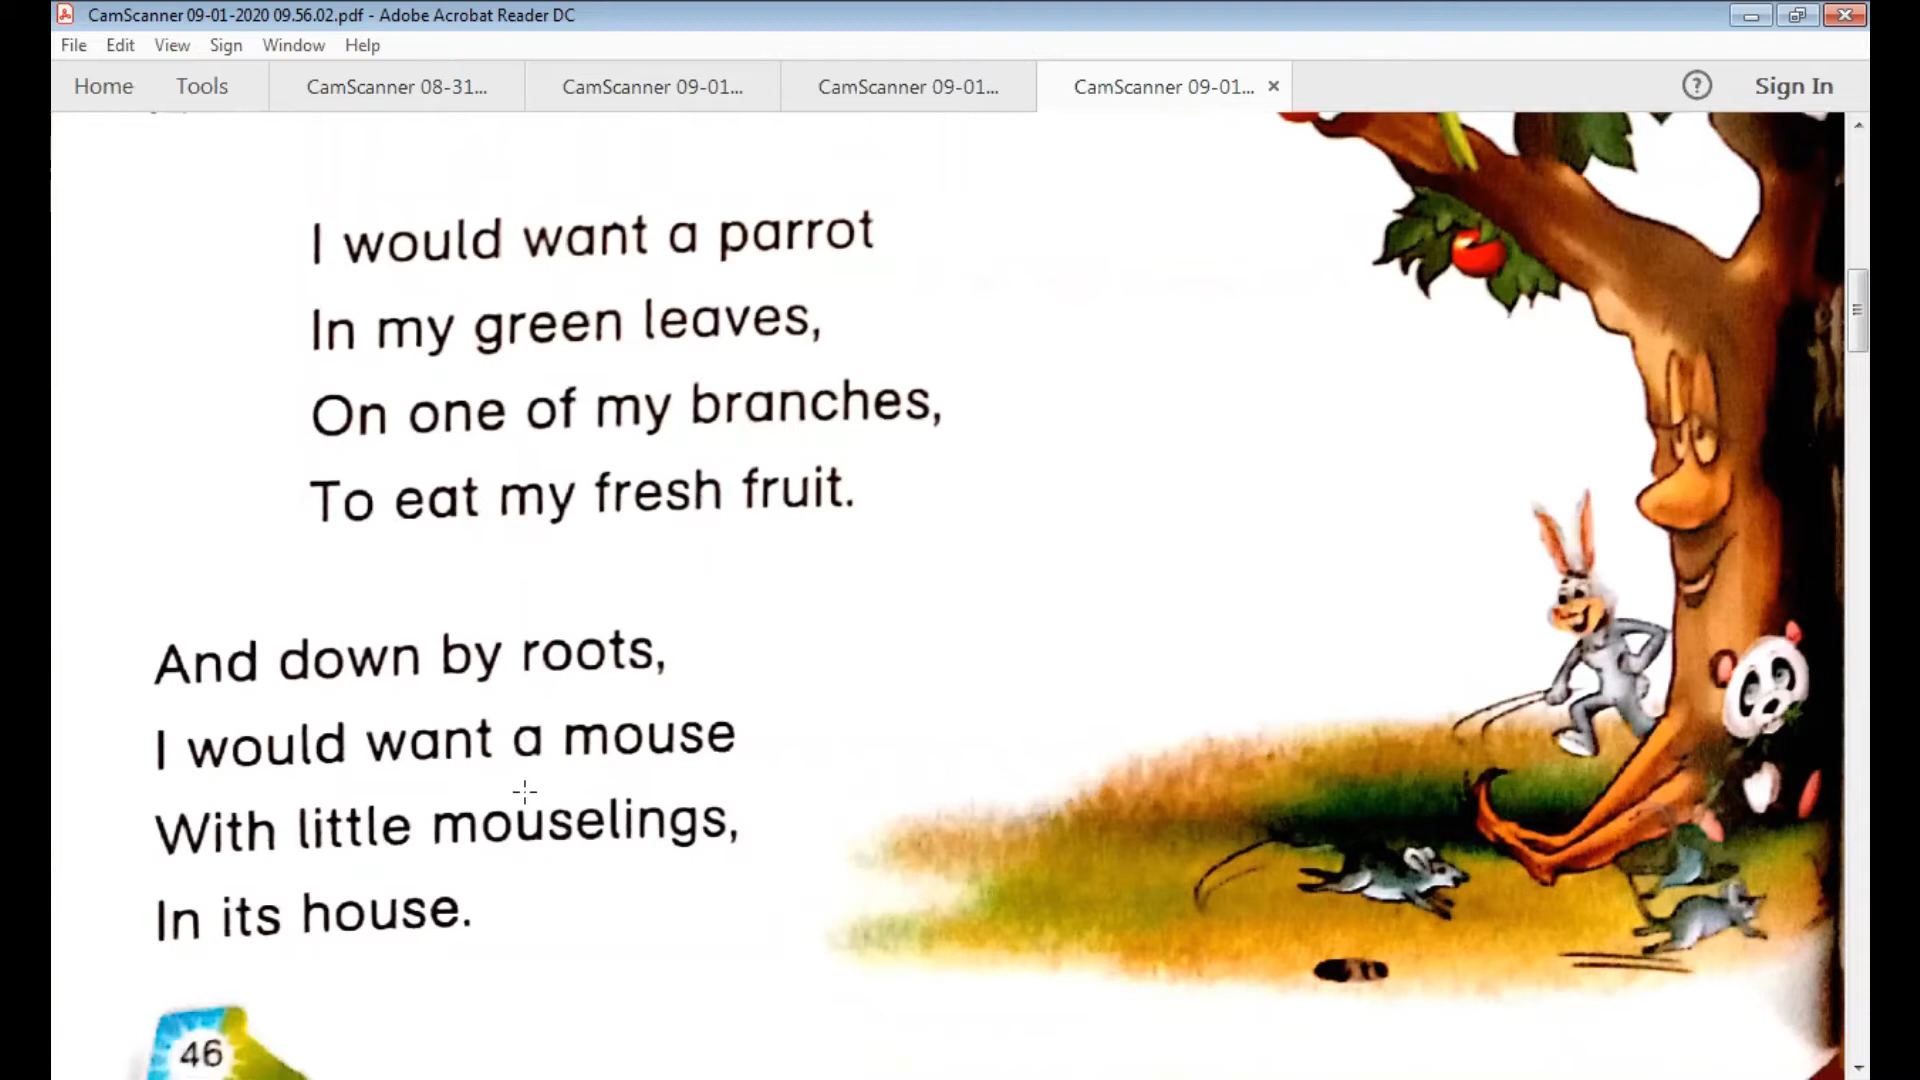 CamScanner 09-01-2020 09.56.02.pdf - Adobe Acrobat Reader DC
File Edit View Sign Window Help
Home Tools CamScanner 08-31... CamScanner 09-01... CamScanner 09-01... CamScanner 09-01... × ? Sign In
I would want a parrot
In my green leaves,
On one of my branches,
To eat my fresh fruit.
And down by roots,
I would want a mouse
With little mouselings,
In its house.
46